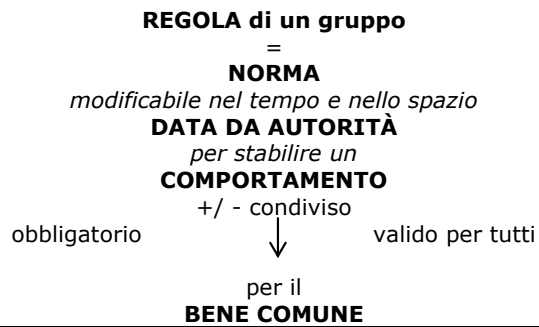 REGOLA di un gruppo
=
NORMA
modificabile nel tempo e nello spazio
DATA DA AUTORITÀ
per stabilire un
COMPORTAMENTO
+/ - condiviso
obbligatorio valido per tutti
per il
BENE COMUNE